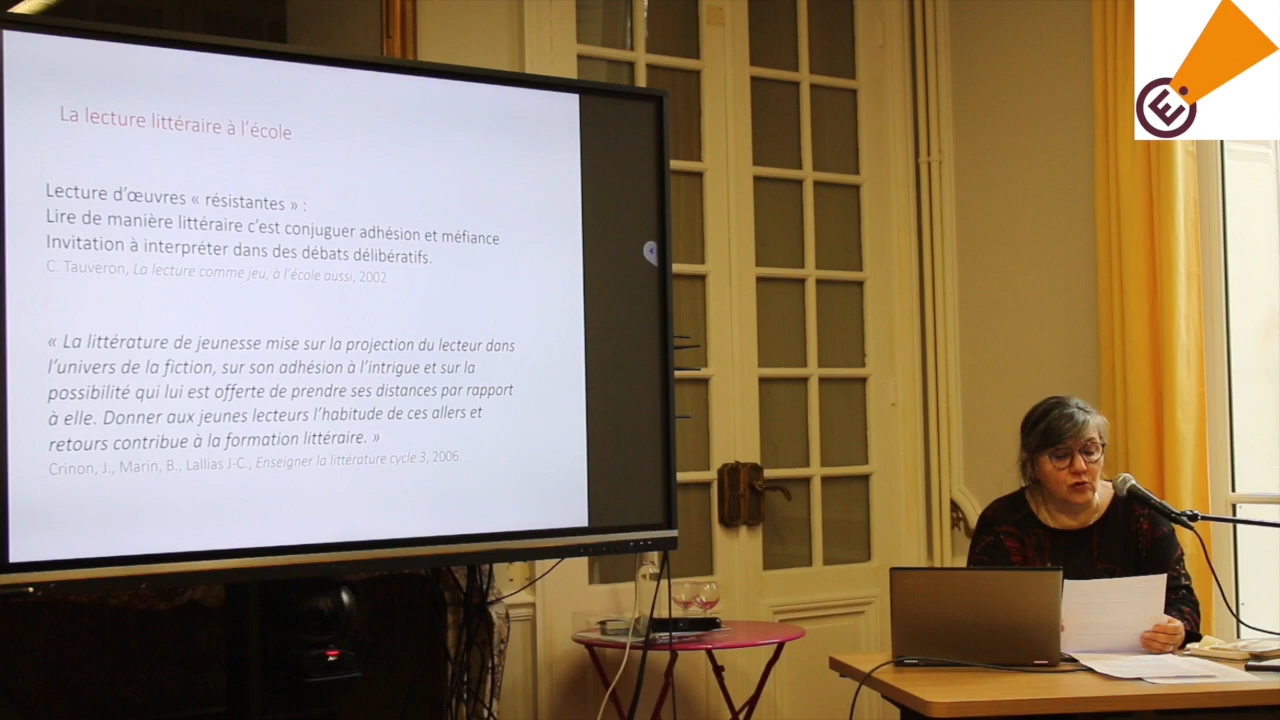 La lecture littéraire à l'école
Lecture d'œuvres « résistantes » :
Lire de manière littéraire c'est conjuguer adhésion et méfiance
Invitation à interpréter dans des débats délibératifs.
C. Tauveron, La lecture comme jeu, à l'école aussi, 2002
« La littérature de jeunesse mise sur la projection du lecteur dans
l'univers de la fiction, sur son adhésion à l'intrigue et sur la
possibilité qui lui est offerte de prendre ses distances par rapport
à elle. Donner aux jeunes lecteurs l'habitude de ces allers et
retours contribue à la formation littéraire. »
Crinon, J., Marin, B., Lallias J-C., Enseigner la littérature cycle 3, 2006.
E